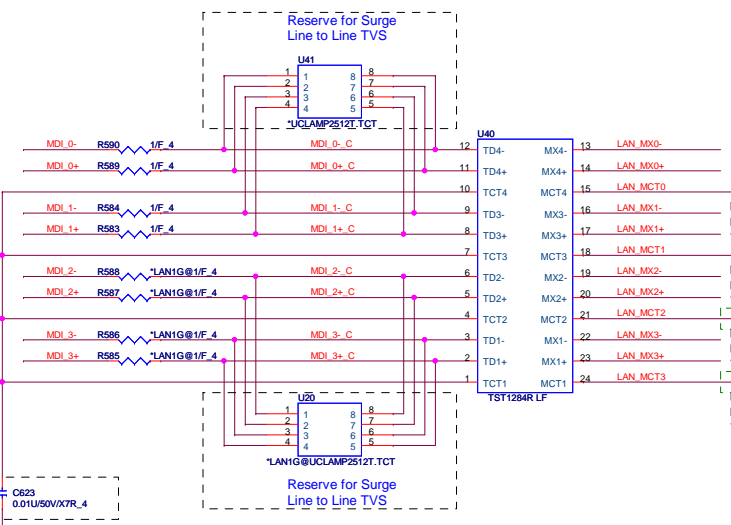 Reserve for Surge
Line to Line TVS
U41
1 1 8 8
2 2 7 7
3 3 6 6
4 4 5 5
*UCLAMP2512T.TCT
U40
MDI_0- R590 1/F_4 MDI_0-_C 12 TD4- MX4- 13 LAN_MX0-
MDI_0+ R589 1/F_4 MDI_0+_C 11 TD4+ MX4+ 14 LAN_MX0+
10 TCT4 MCT4 15 LAN_MCT0
MDI_1- R584 1/F_4 MDI_1-_C 9 TD3- MX3- 16 LAN_MX1-
MDI_1+ R583 1/F_4 MDI_1+_C 8 TD3+ MX3+ 17 LAN_MX1+
7 TCT3 MCT3 18 LAN_MCT1
MDI_2- R588 *LAN1G@1/F_4 MDI_2-_C 6 TD2- MX2- 19 LAN_MX2-
MDI_2+ R587 *LAN1G@1/F_4 MDI_2+_C 5 TD2+ MX2+ 20 LAN_MX2+
4 TCT2 MCT2 21 LAN_MCT2
MDI_3- R586 *LAN1G@1/F_4 MDI_3-_C 3 TD1- MX1- 22 LAN_MX3-
MDI_3+ R585 *LAN1G@1/F_4 MDI_3+_C 2 TD1+ MX1+ 23 LAN_MX3+
1 TCT1 MCT1 24 LAN_MCT3
TST1284R LF
U20
1 1 8 8
2 2 7 7
3 3 6 6
4 4 5 5
*LAN1G@UCLAMP2512T.TCT
Reserve for Surge
Line to Line TVS
C623
0.01U/50V/X7R_4